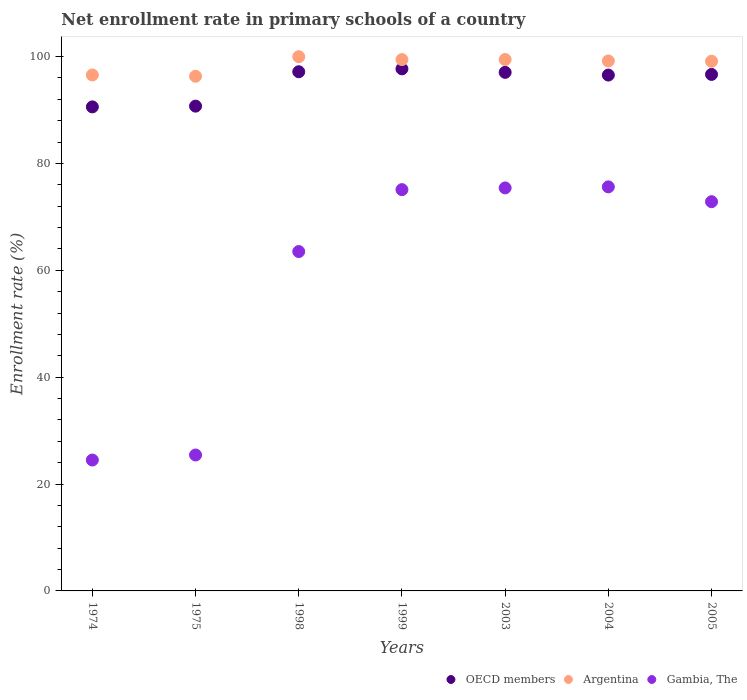 Net enrollment rate in primary schools of a country
Enrollment rate (%)
100
80
60
40
20
0
1974
1975
1998
1999
2003
2004
2005
Years
OECD members
Argentina
Gambia, The